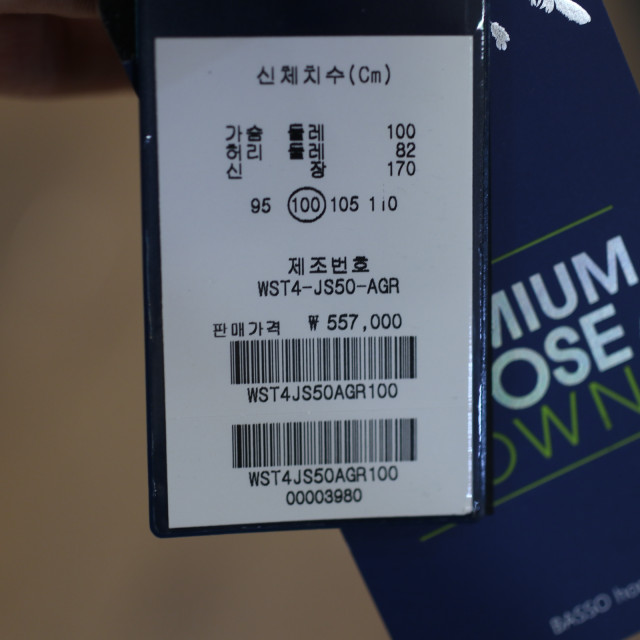 신체치수(Cm)
가슴 둘레 100
허리 둘레 82
신 장 170
95 100 105 110
제조번호
WST4-JS50-AGR
판매가격 ₩ 557,000
WST4JS50AGR100
WST4JS50AGR100
00003980
MIUM
OSE
OWN
BASSO